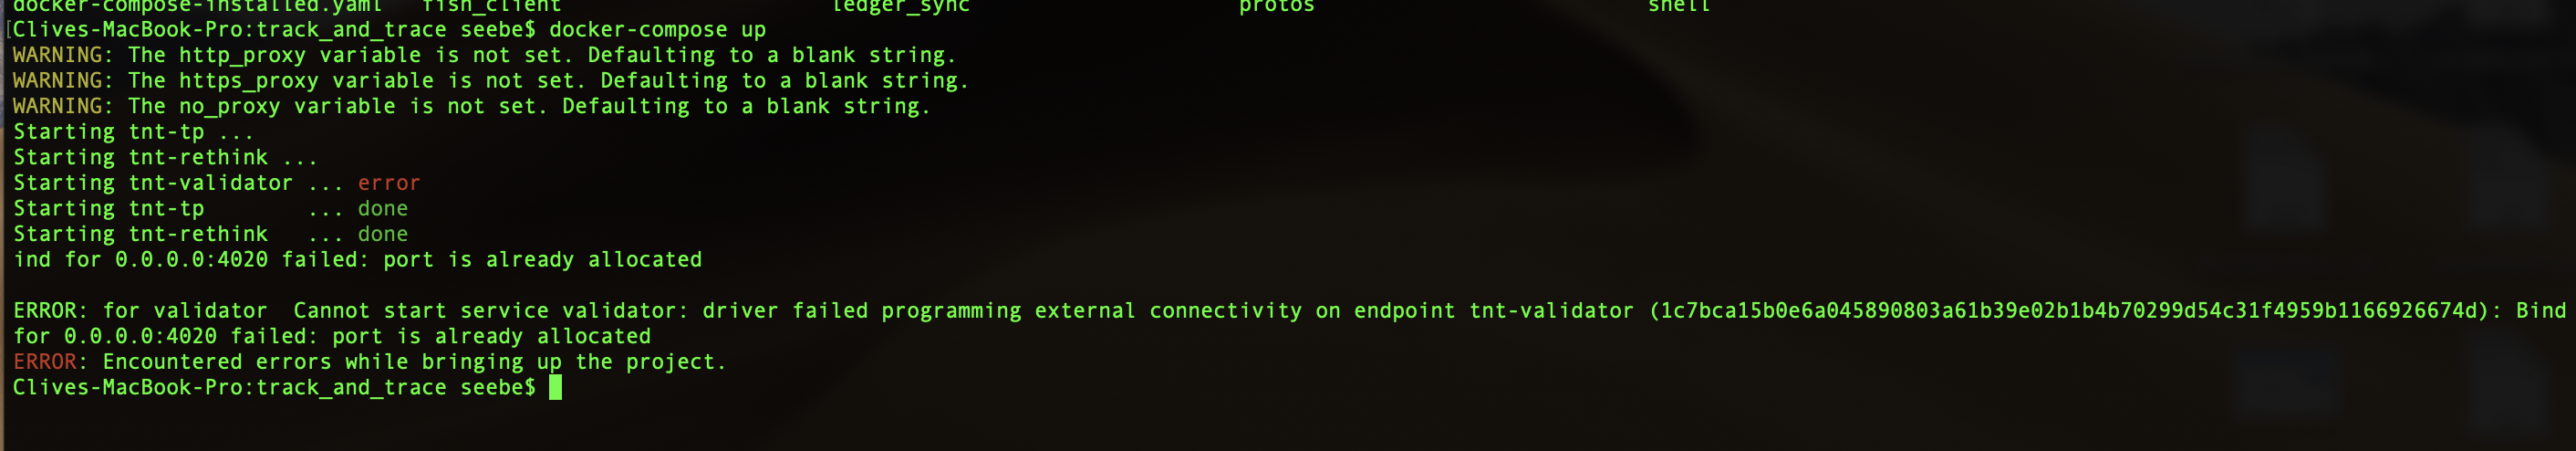 docker-compose-installed.yaml   fish_client                     ledger_sync                     protos                          shell
[Clives-MacBook-Pro:track_and_trace seebe$ docker-compose up
WARNING: The http_proxy variable is not set. Defaulting to a blank string.
WARNING: The https_proxy variable is not set. Defaulting to a blank string.
WARNING: The no_proxy variable is not set. Defaulting to a blank string.
Starting tnt-tp ...
Starting tnt-rethink ...
Starting tnt-validator ... error
Starting tnt-tp        ... done
Starting tnt-rethink   ... done
ind for 0.0.0.0:4020 failed: port is already allocated
ERROR: for validator  Cannot start service validator: driver failed programming external connectivity on endpoint tnt-validator (1c7bca15b0e6a045890803a61b39e02b1b4b70299d54c31f4959b1166926674d): Bind
for 0.0.0.0:4020 failed: port is already allocated
ERROR: Encountered errors while bringing up the project.
Clives-MacBook-Pro:track_and_trace seebe$